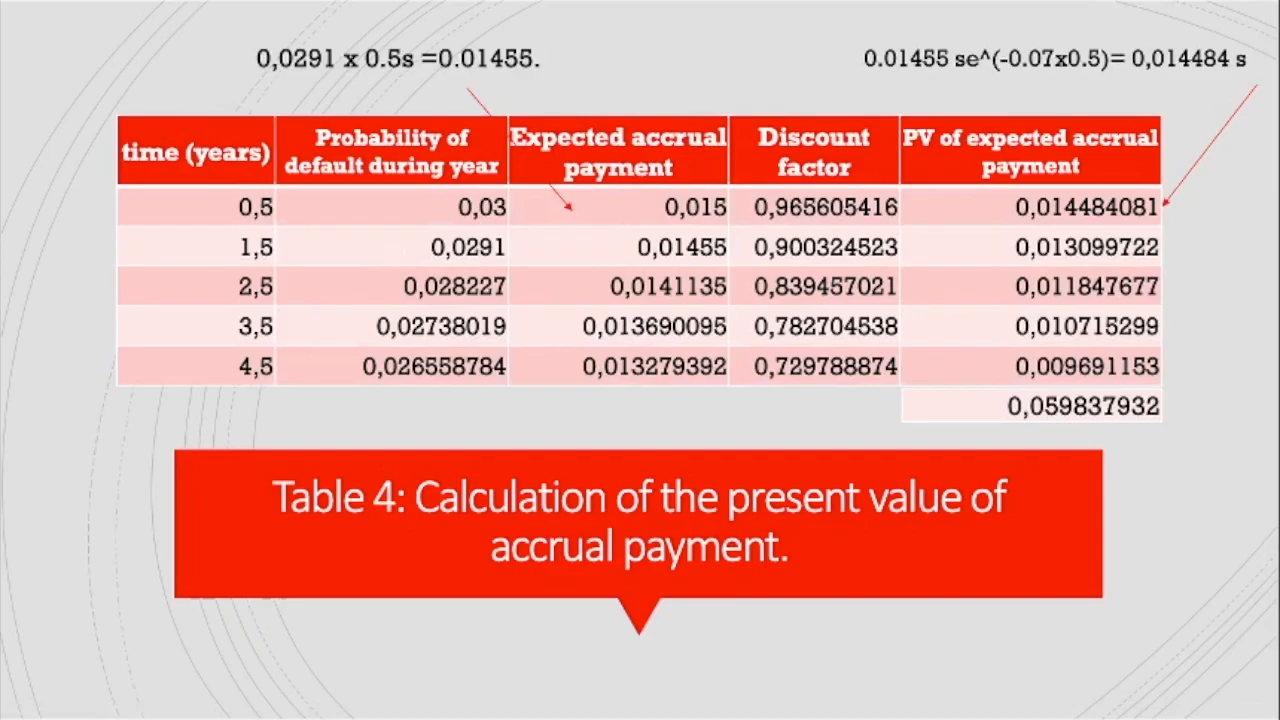 0,0291 x 0.5s =0.01455.
0.01455 se^(-0.07x0.5)= 0,014484 s
time (years) Probability of default during year Expected accrual payment Discount factor PV of expected accrual payment
0,5 0,03 0,015 0,965605416 0,014484081
1,5 0,0291 0,01455 0,900324523 0,013099722
2,5 0,028227 0,0141135 0,839457021 0,011847677
3,5 0,02738019 0,013690095 0,782704538 0,010715299
4,5 0,026558784 0,013279392 0,729788874 0,009691153
0,059837932
Table 4: Calculation of the present value of
accrual payment.